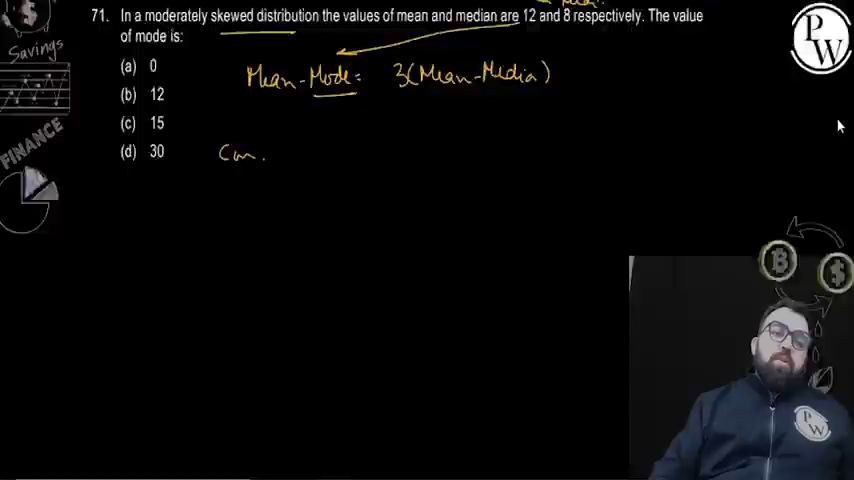 71. In a moderately skewed distribution the values of mean and median are 12 and 8 respectively. The value
of mode is:
(a) 0
(b) 12
(c) 15
(d) 30
Mean - Mode = 3(Mean - Media)
Savings
FINANCE
P
W
P
W